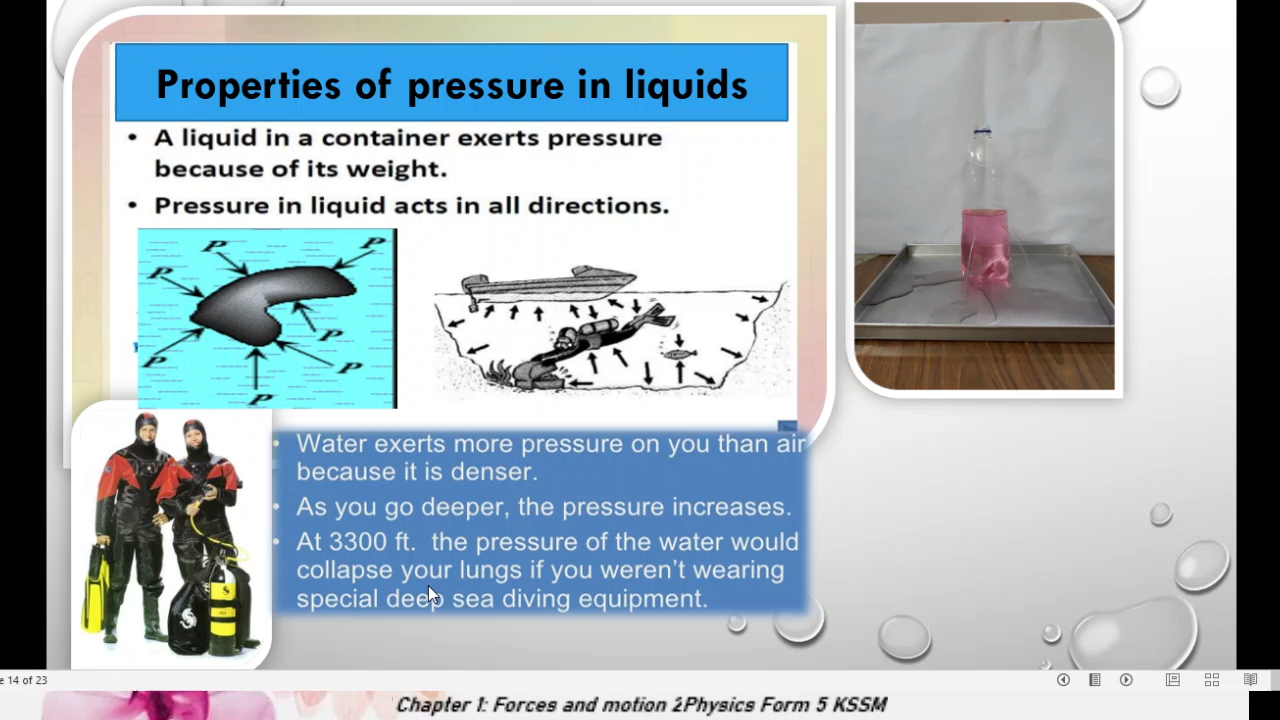 Properties of pressure in liquids
• A liquid in a container exerts pressure
because of its weight.
• Pressure in liquid acts in all directions.
P
P
P
P
P
P
P
• Water exerts more pressure on you than air
because it is denser.
• As you go deeper, the pressure increases.
• At 3300 ft. the pressure of the water would
collapse your lungs if you weren't wearing
special deep sea diving equipment.
e 14 of 23
Chapter 1: Forces and motion 2Physics Form 5 KSSM